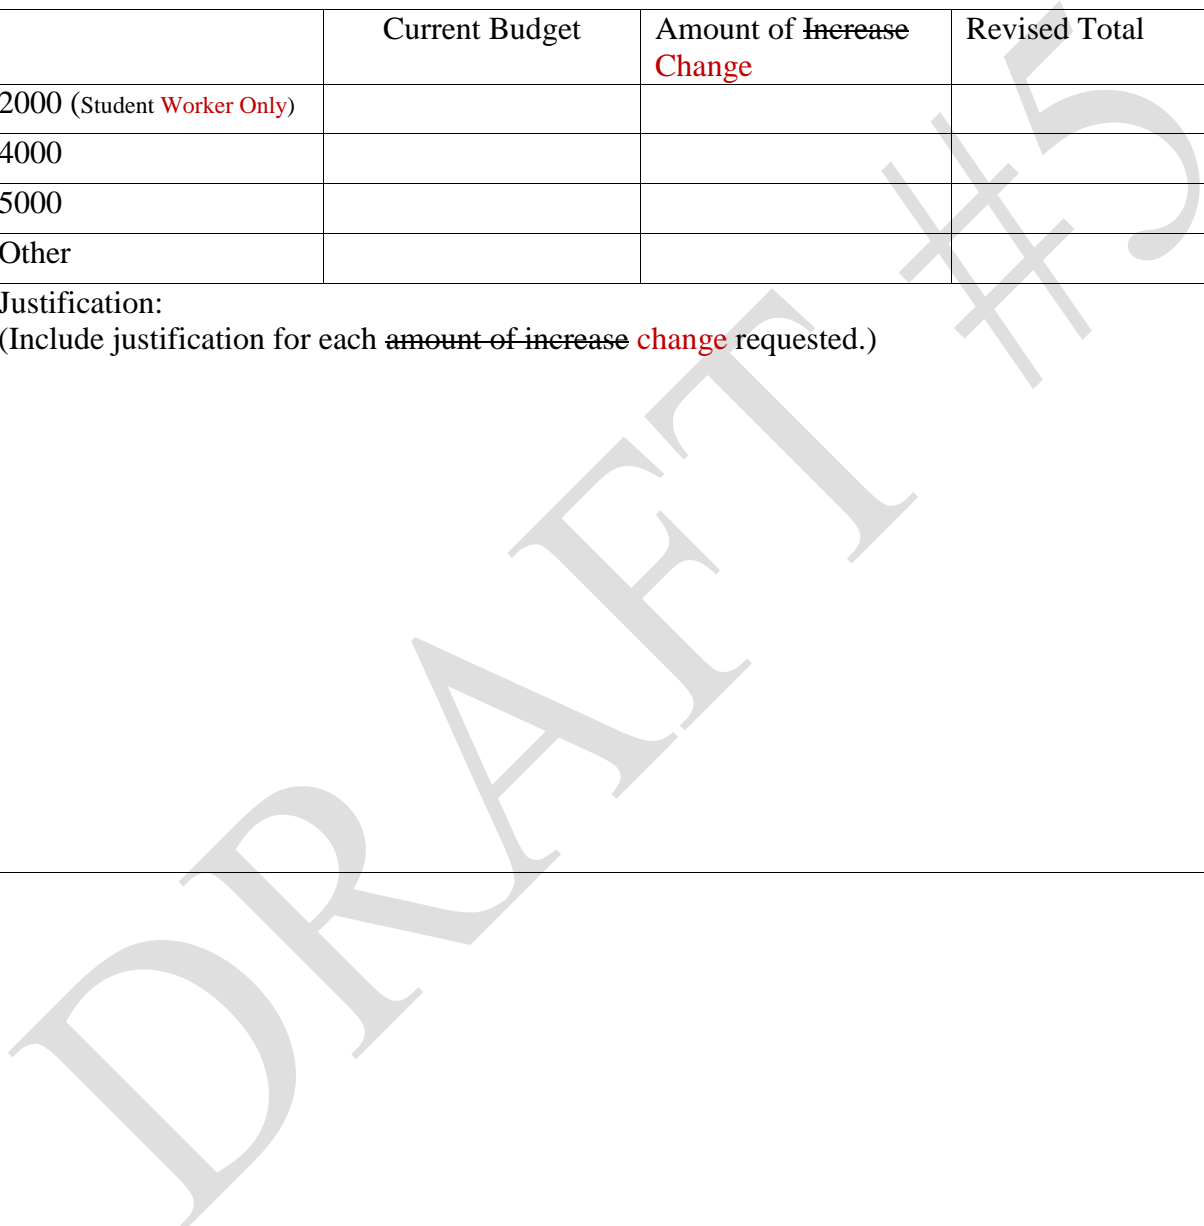 Current Budget Amount of Increase Revised Total
Change
2000 (Student Worker Only)
4000
5000
Other
Justification:
(Include justification for each amount of increase change requested.)
DRAFT #5